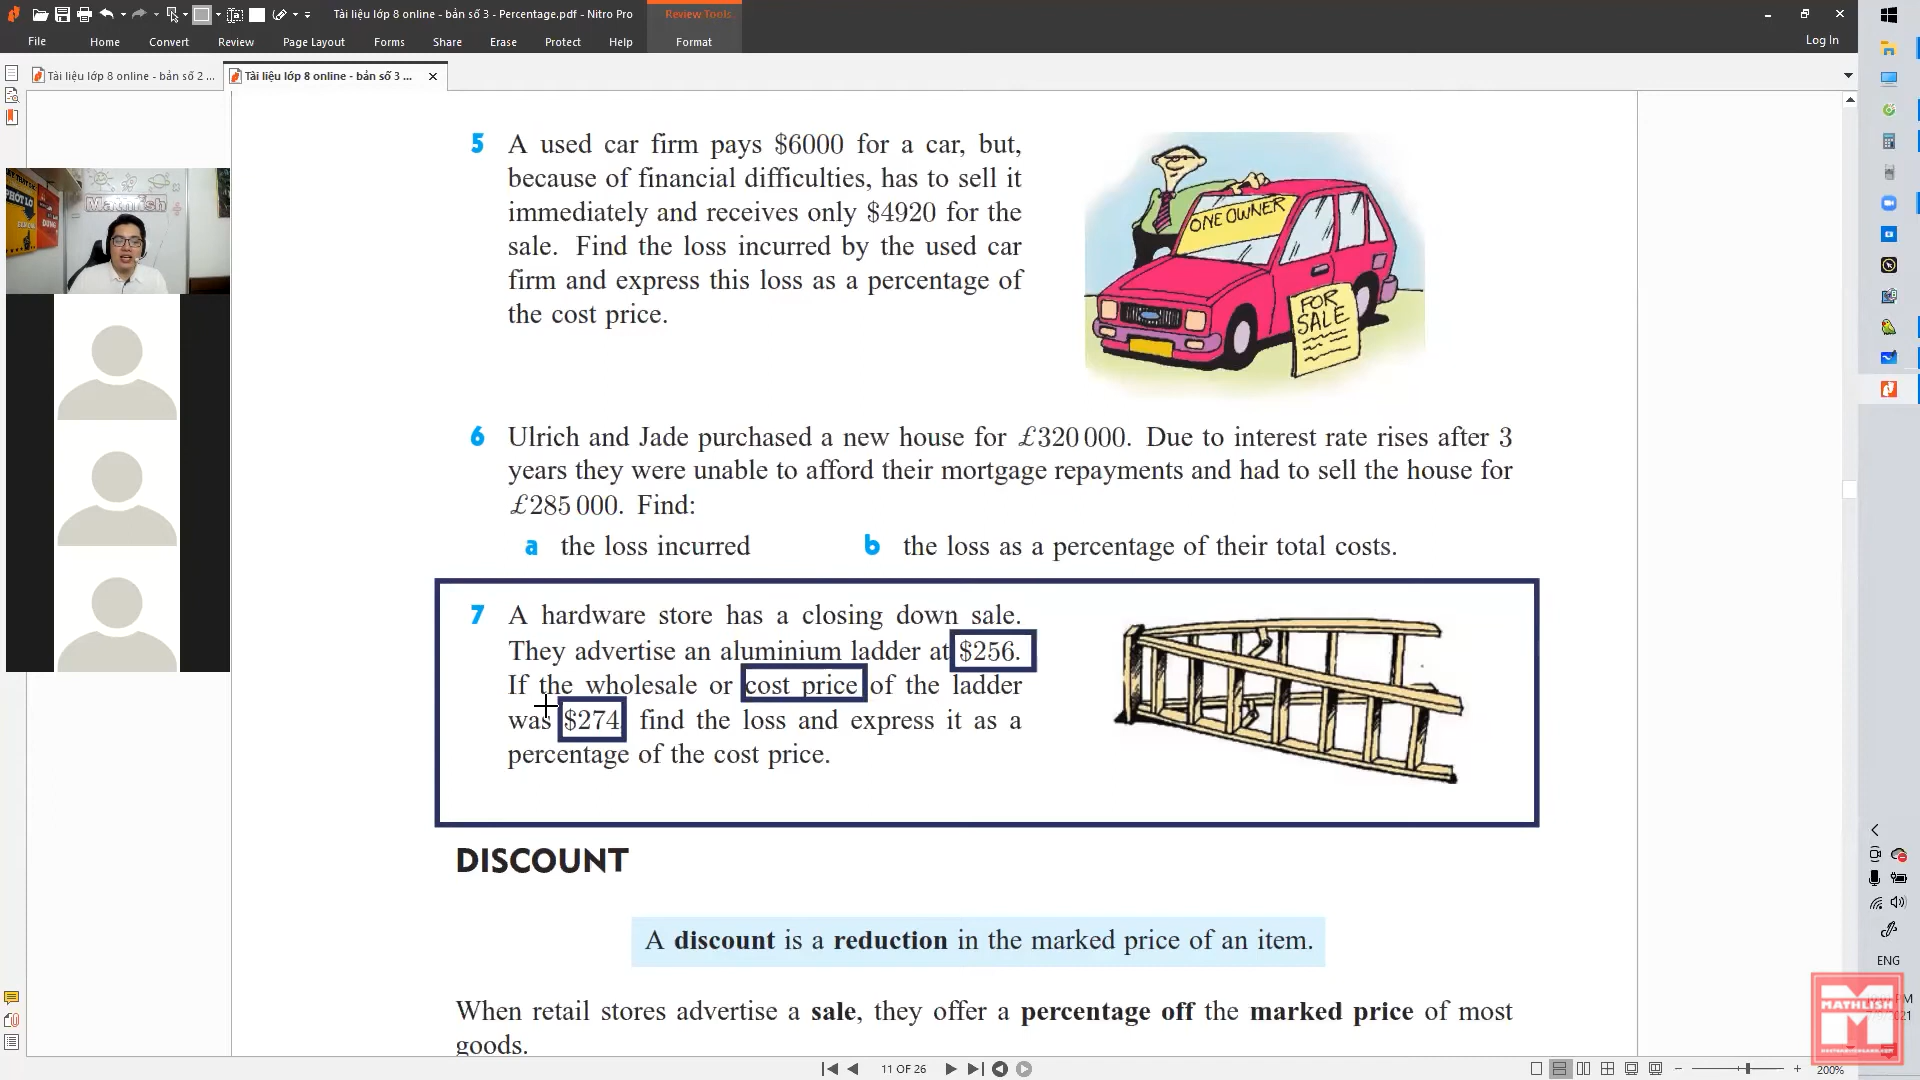 Tài liệu lớp 8 online - bản số 3 - Percentage.pdf - Nitro Pro
Review Tools
File
Home
Convert
Review
Page Layout
Forms
Share
Erase
Protect
Help
Format
Log In
Tài liệu lớp 8 online - bản số 2 ...
Tài liệu lớp 8 online - bản số 3 ...
Mathlish
5 A used car firm pays $6000 for a car, but,
because of financial difficulties, has to sell it
immediately and receives only $4920 for the
sale. Find the loss incurred by the used car
firm and express this loss as a percentage of
the cost price.
ONE OWNER
FOR
SALE
6 Ulrich and Jade purchased a new house for £320 000. Due to interest rate rises after 3
years they were unable to afford their mortgage repayments and had to sell the house for
£285 000. Find:
a the loss incurred
b the loss as a percentage of their total costs.
7 A hardware store has a closing down sale.
They advertise an aluminium ladder at $256.
If the wholesale or cost price of the ladder
was $274 find the loss and express it as a
percentage of the cost price.
DISCOUNT
A discount is a reduction in the marked price of an item.
When retail stores advertise a sale, they offer a percentage off the marked price of most
goods.
11 OF 26
200%
ENG
MATHLISH
M